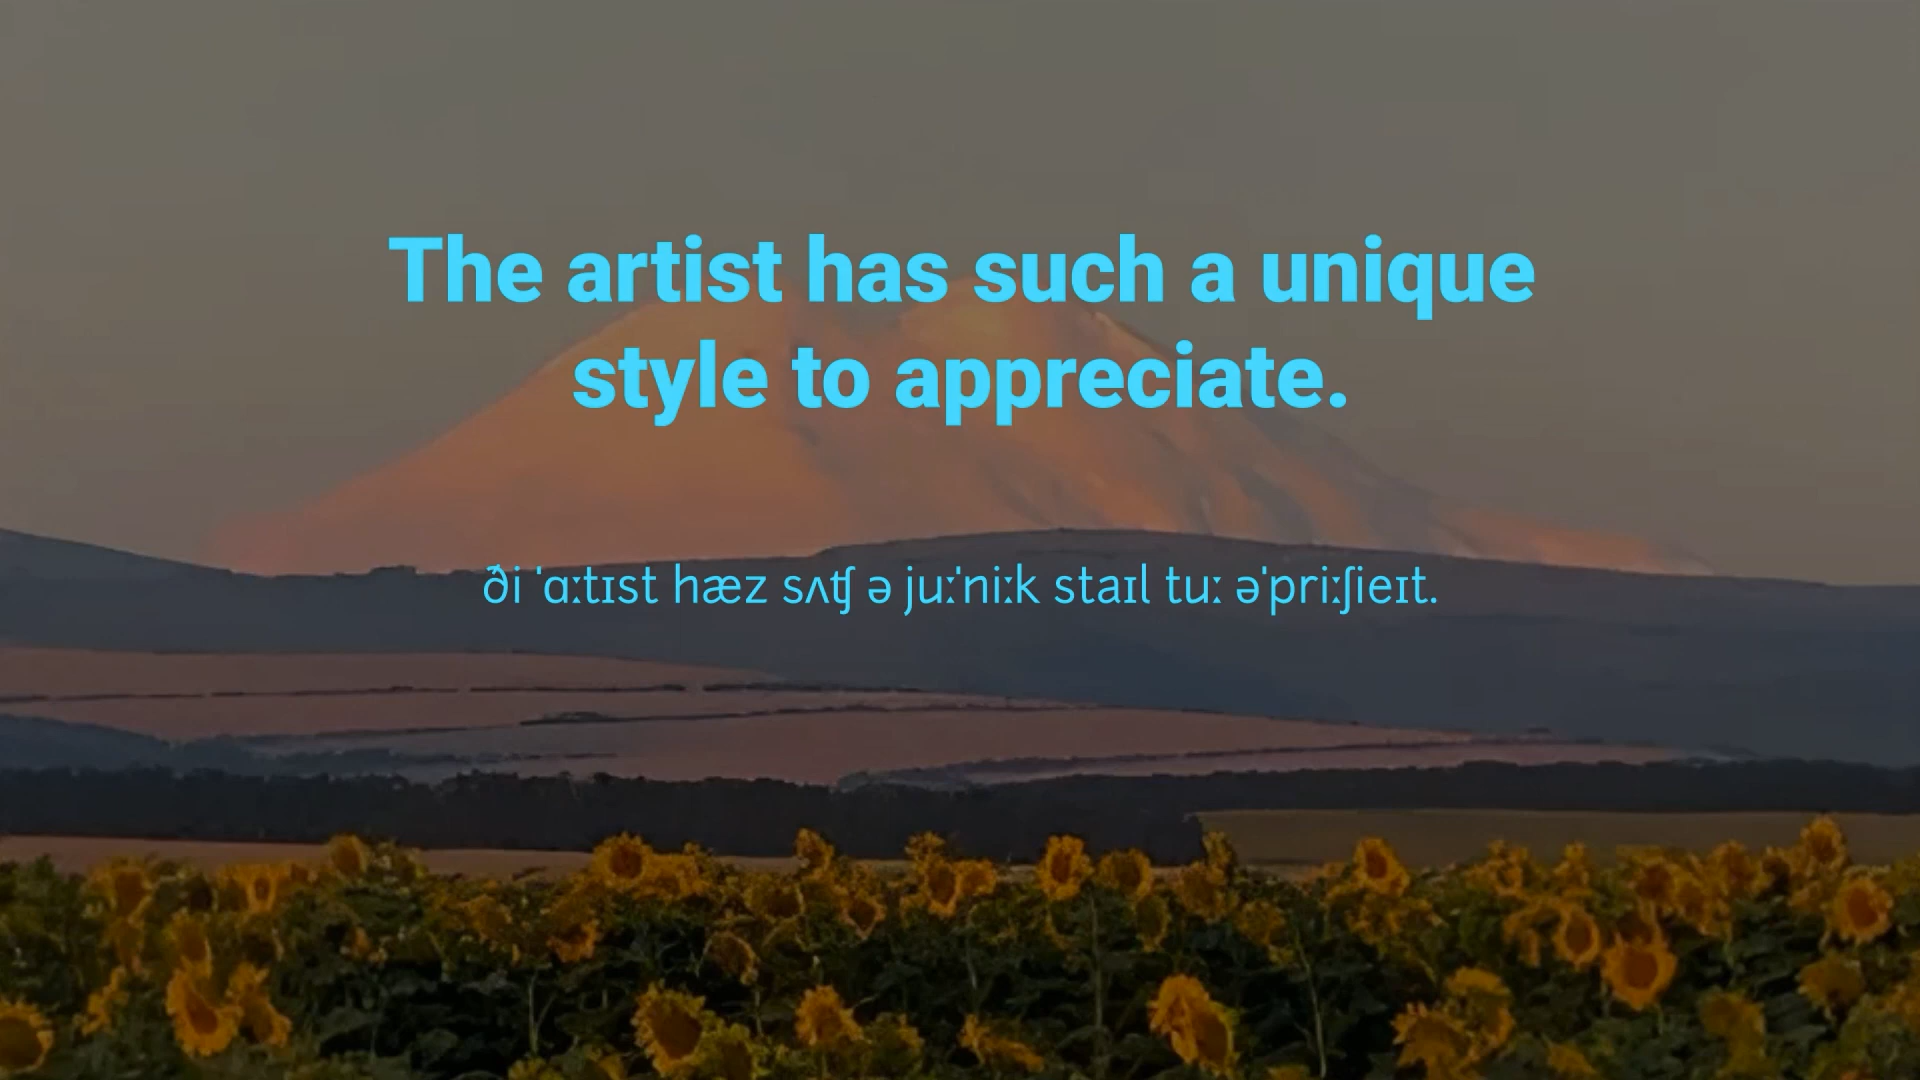 The artist has such a unique
style to appreciate.
ði ˈɑːtɪst hæz sʌʧ ə juːˈniːk staɪl tuː əˈpriːʃieɪt.